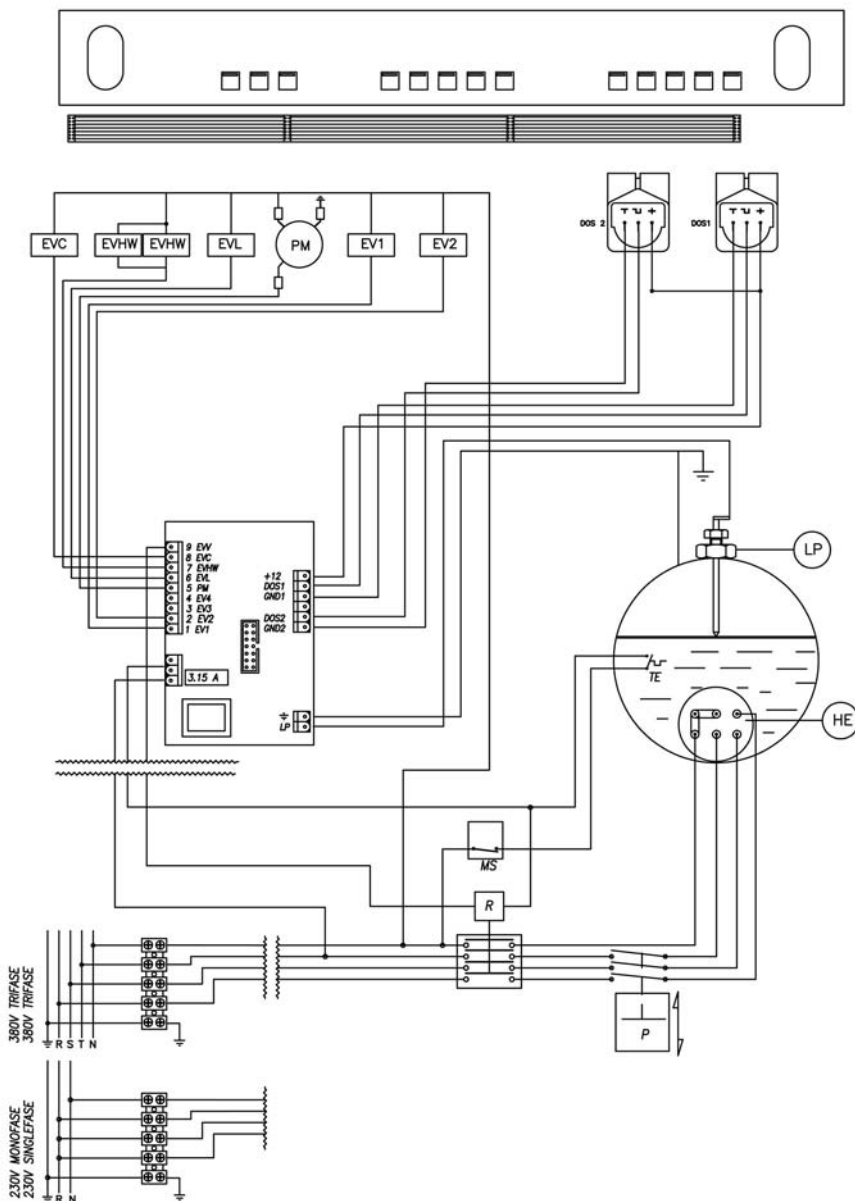 DOS 2
DOS1
EVC
EVHW
EVHW
EVL
PM
EV1
EV2
9 EVV
8 EVC
7 EVHW
6 EVL
5 PM
4 EV4
3 EV3
2 EV2
1 EV1
+12
DOS1
GND1
DOS2
GND2
3.15 A
LP
LP
TE
HE
MS
R
P
380V TRIFASE
380V TRIFASE
R S T N
230V MONOFASE
230V SINGLEFASE
R N